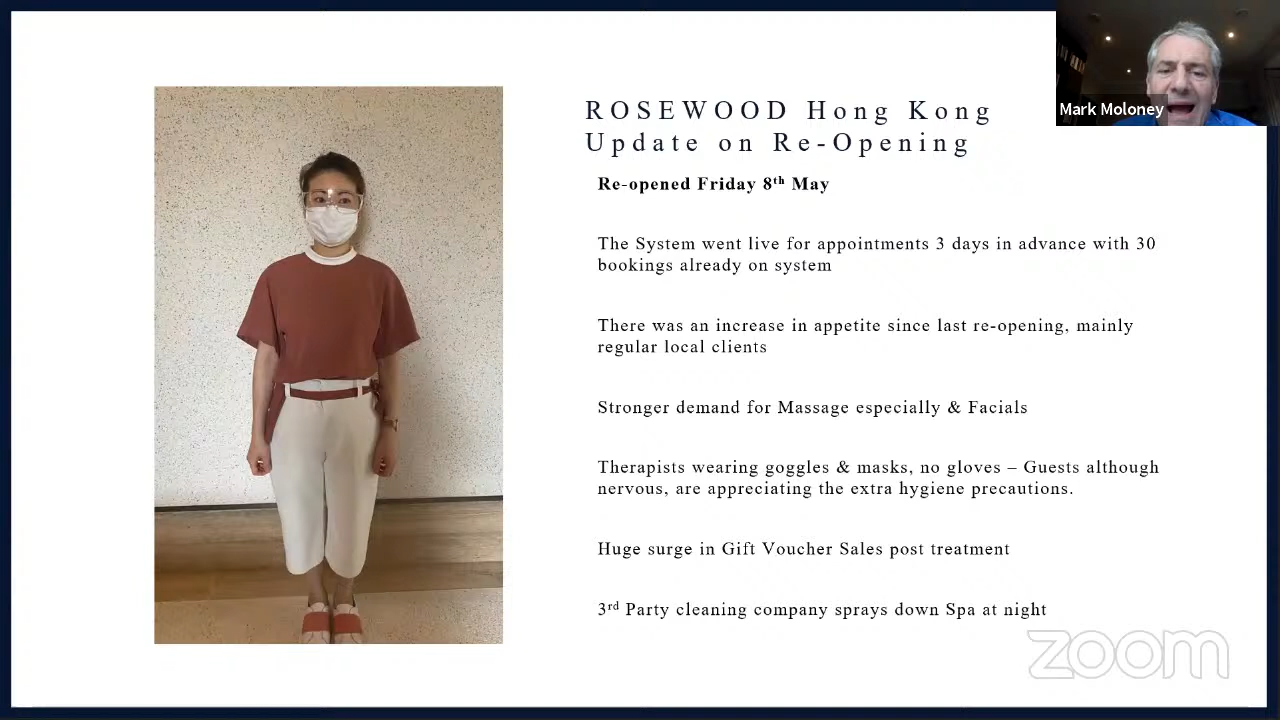 ROSEWOOD Hong Kong
Update on Re-Opening
Mark Moloney
Re-opened Friday 8th May
The System went live for appointments 3 days in advance with 30
bookings already on system
There was an increase in appetite since last re-opening, mainly
regular local clients
Stronger demand for Massage especially & Facials
Therapists wearing goggles & masks, no gloves – Guests although
nervous, are appreciating the extra hygiene precautions.
Huge surge in Gift Voucher Sales post treatment
3rd Party cleaning company sprays down Spa at night
zoom